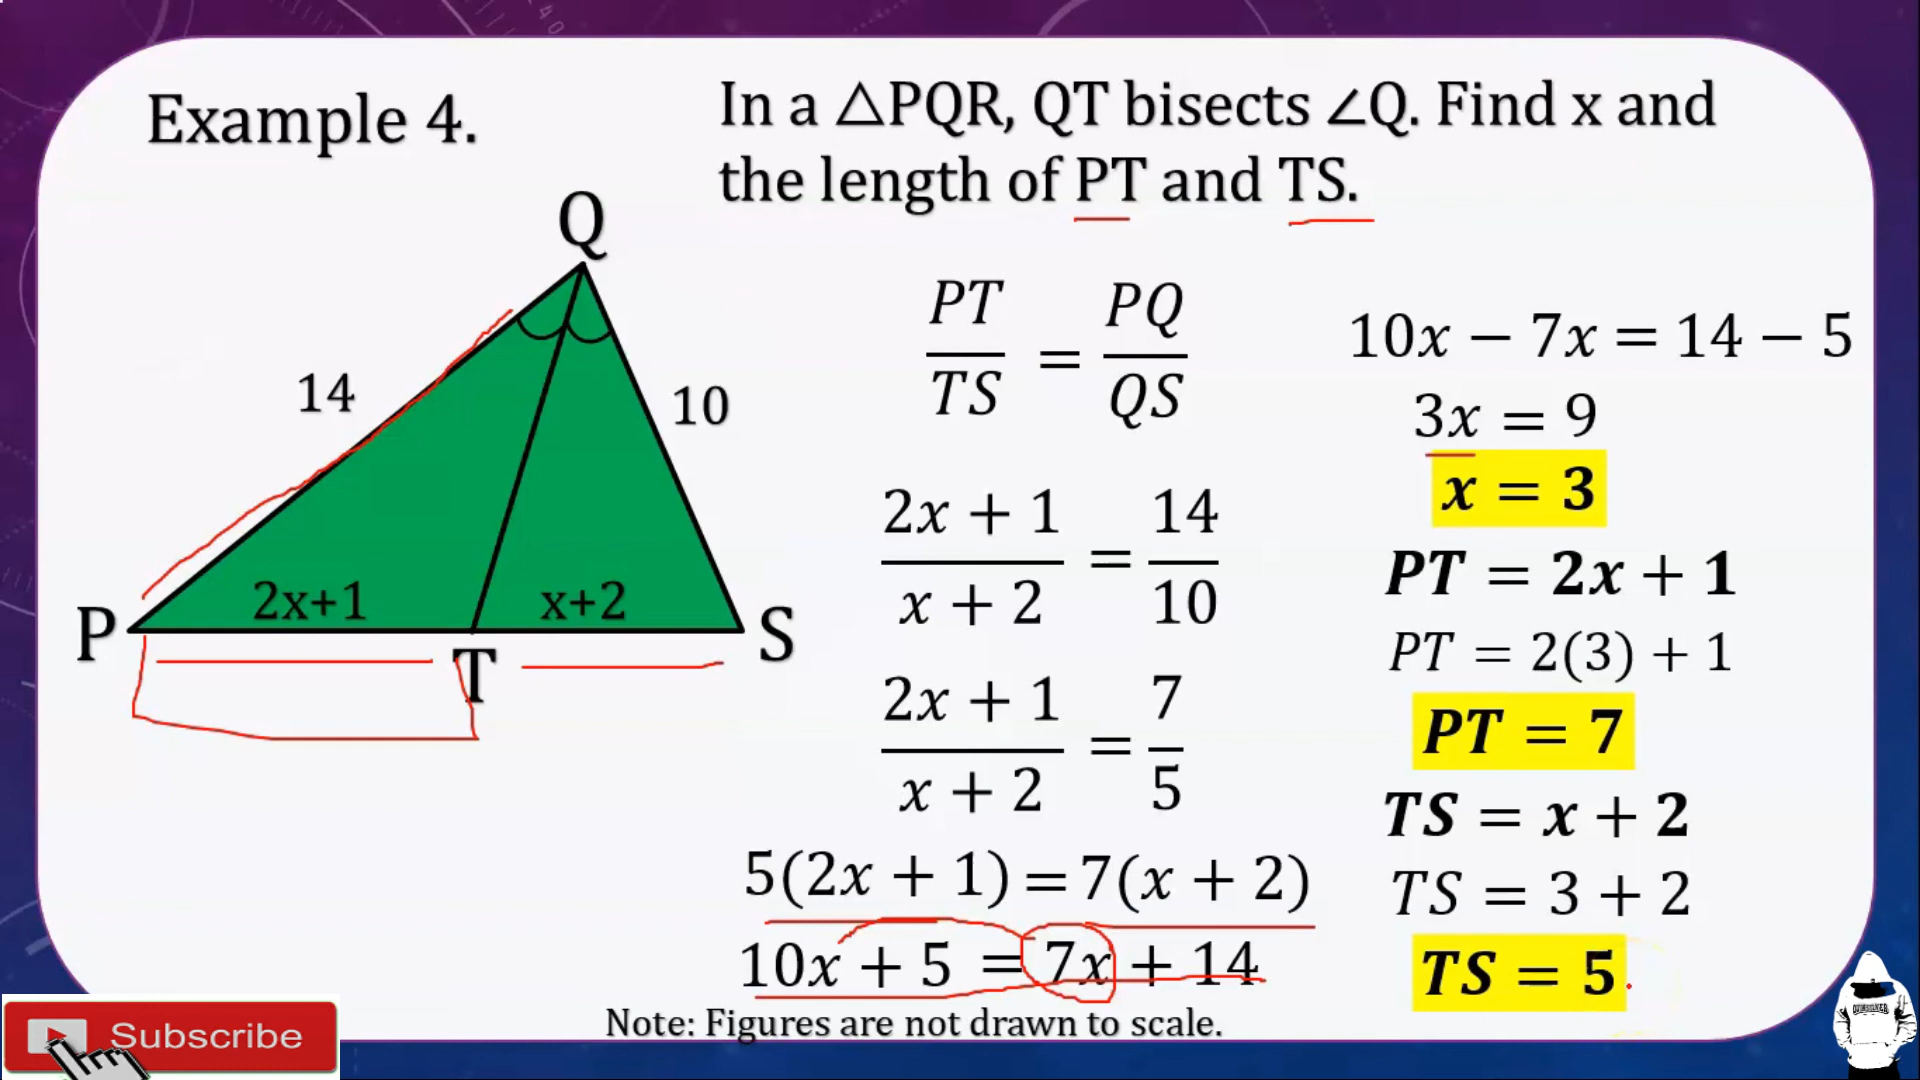 Example 4.
In a △PQR, QT bisects ∠Q. Find x and
the length of PT and TS.
Q
14
10
2x+1
x+2
P
T
S
PT/TS = PQ/QS
2x + 1/x + 2 = 14/10
2x + 1/x + 2 = 7/5
5(2x + 1) = 7(x + 2)
10x + 5 = 7x + 14
10x − 7x = 14 − 5
3x = 9
x = 3
PT = 2x + 1
PT = 2(3) + 1
PT = 7
TS = x + 2
TS = 3 + 2
TS = 5
Note: Figures are not drawn to scale.
Subscribe